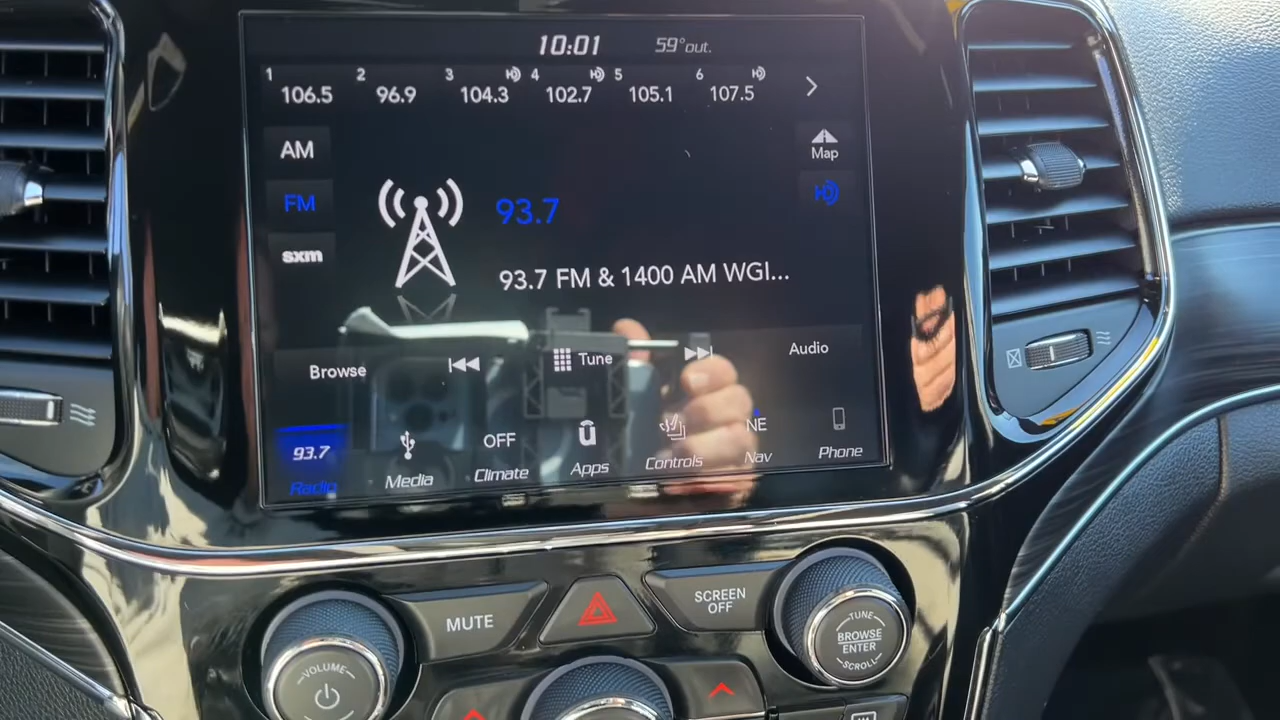 10:01 59°out.
1 2 3 4 5 6
106.5 96.9 104.3 102.7 105.1 107.5
AM
Map
FM
93.7
sxm
93.7 FM & 1400 AM WGI...
Browse Tune Audio
93.7 OFF NE
Radio Media Climate Apps Controls Nav Phone
MUTE
SCREEN
OFF
VOLUME
TUNE
BROWSE
ENTER
SCROLL